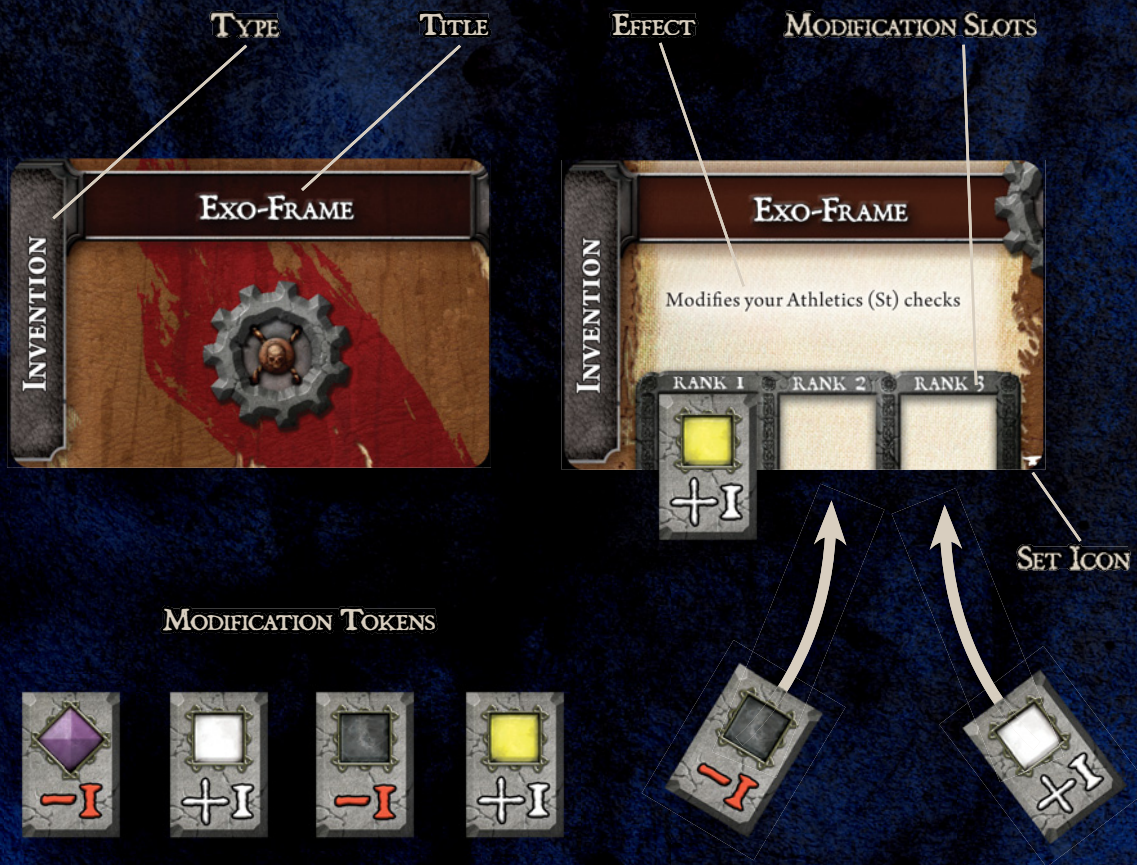 Type
Title
Effect
Modification Slots
Invention
Exo-Frame
Invention
Exo-Frame
Modifies your Athletics (St) checks
Rank 1
Rank 2
Rank 3
+1
Set Icon
Modification Tokens
-1
+1
-1
+1
-1
+1